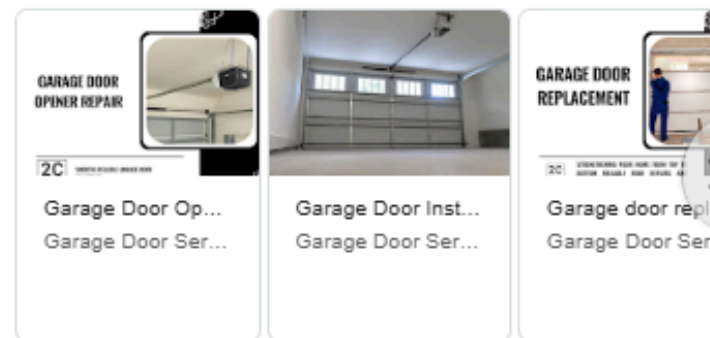 GARAGE DOOR
OPENER REPAIR
2C
Garage Door Op...
Garage Door Ser...
Garage Door Inst...
Garage Door Ser...
GARAGE DOOR
REPLACEMENT
2C
Garage door repl
Garage Door Ser